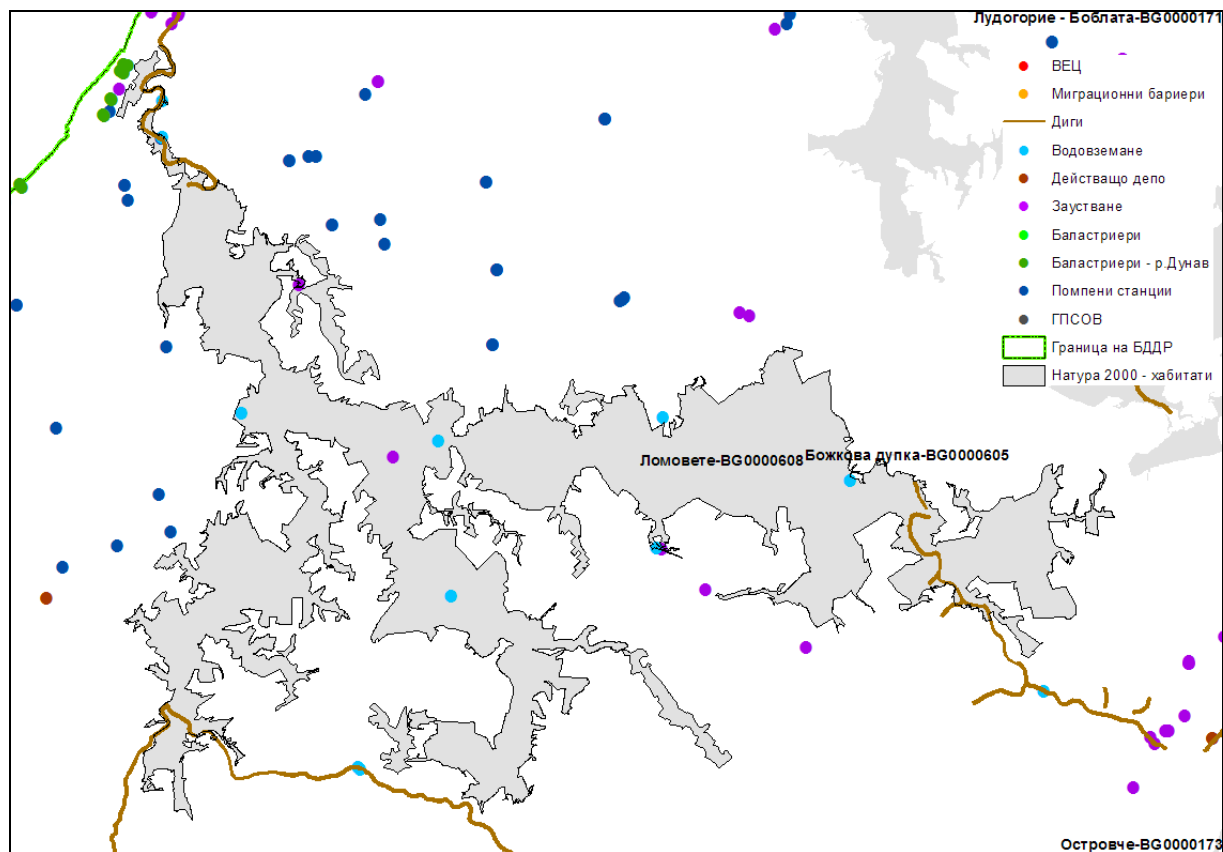 Лудогорие - Боблата-BG0000171
ВЕЦ
Миграционни бариери
Диги
Водовземане
Действащо депо
Заустване
Баластриери
Баластриери - р.Дунав
Помпени станции
ГПСОВ
Граница на БДДР
Натура 2000 - хабитати
Ломовете-BG0000608
Божкова дупка-BG0000605
Островче-BG0000173